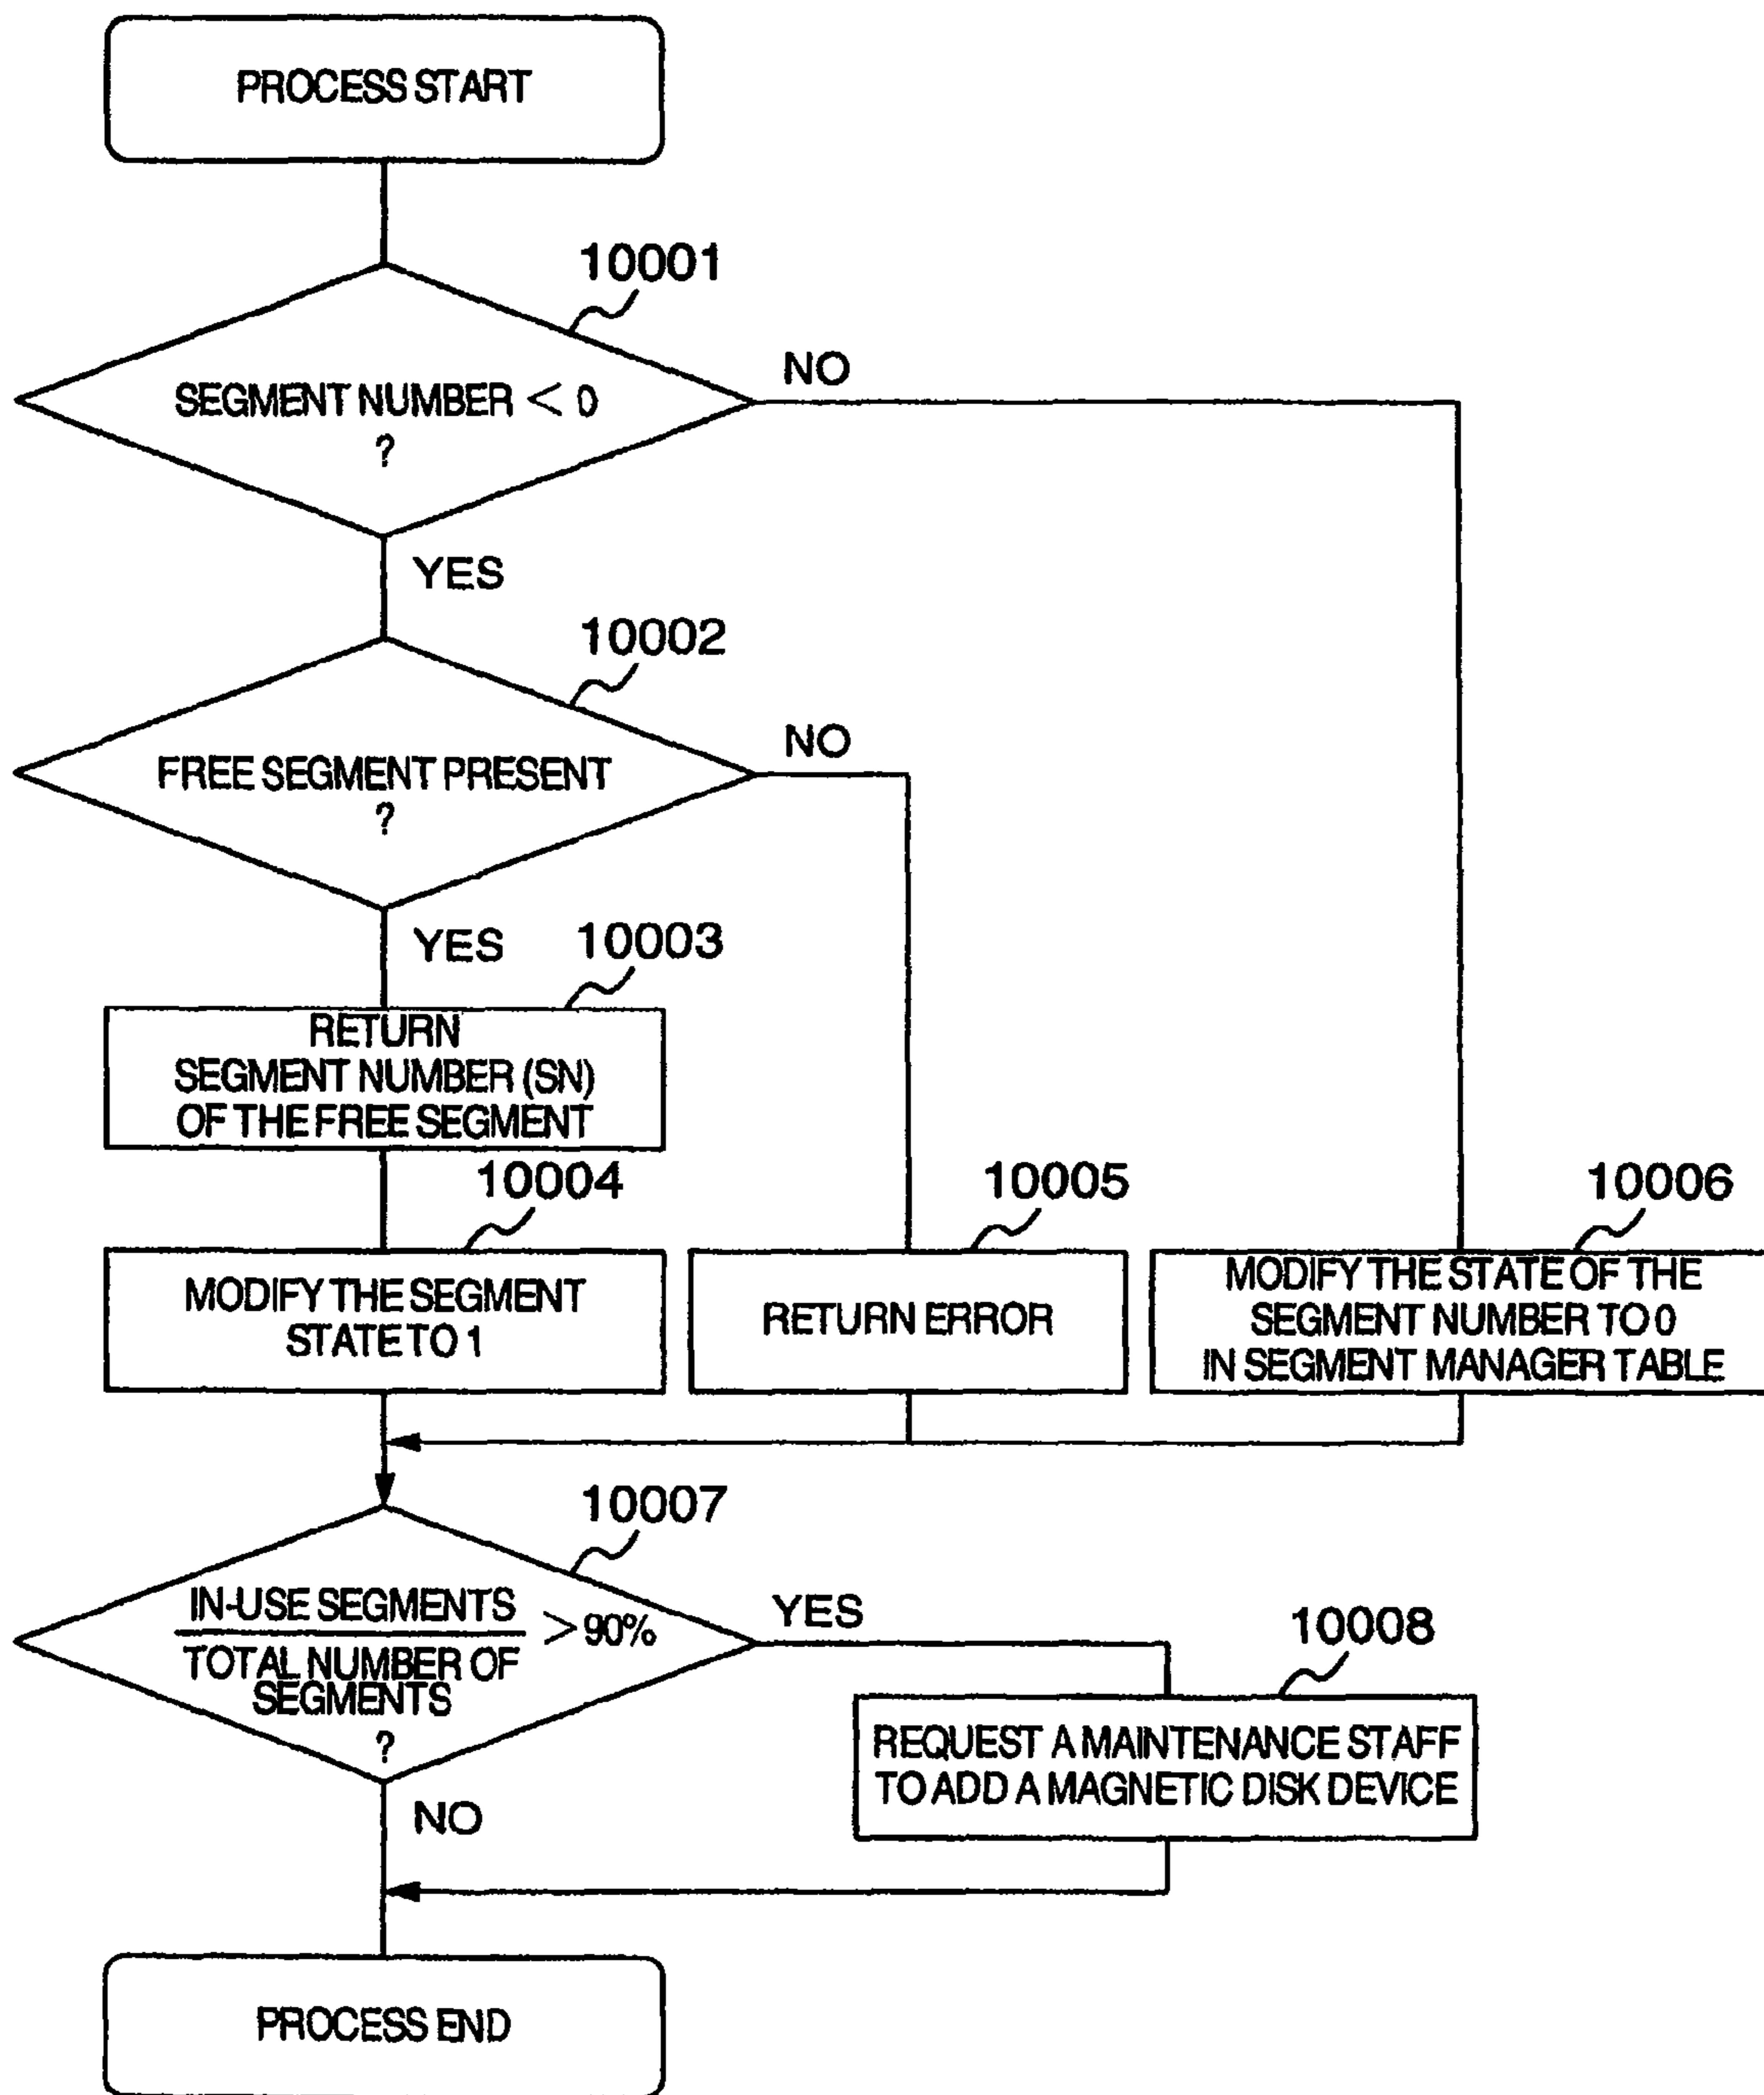 PROCESS START
10001
SEGMENT NUMBER < 0
?
NO
YES
10002
FREE SEGMENT PRESENT
?
NO
YES
10003
RETURN
SEGMENT NUMBER (SN)
OF THE FREE SEGMENT
10004
MODIFY THE SEGMENT
STATE TO 1
10005
RETURN ERROR
10006
MODIFY THE STATE OF THE
SEGMENT NUMBER TO 0
IN SEGMENT MANAGER TABLE
10007
IN-USE SEGMENTS
> 90%
TOTAL NUMBER OF
SEGMENTS
?
YES
NO
10008
REQUEST A MAINTENANCE STAFF
TO ADD A MAGNETIC DISK DEVICE
PROCESS END